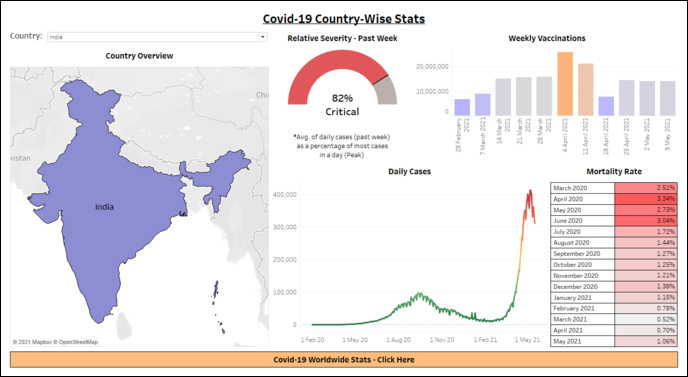 Covid-19 Country-Wise Stats
Country:
India
Country Overview
Relative Severity - Past Week
Weekly Vaccinations
82%
Critical
*Avg. of daily cases (past week)
as a percentage of most cases
in a day (Peak)
20,000,000
10,000,000
0
28 February 2021
7 March 2021
14 March 2021
21 March 2021
28 March 2021
4 April 2021
11 April 2021
18 April 2021
25 April 2021
2 May 2021
9 May 2021
Chi
kistan
India
© 2021 Mapbox © OpenStreetMap
Daily Cases
400,000
300,000
200,000
100,000
0
1 Feb 20
1 May 20
1 Aug 20
1 Nov 20
1 Feb 21
1 May 21
Mortality Rate
March 2020 2.51%
April 2020 3.34%
May 2020 2.73%
June 2020 3.04%
July 2020 1.72%
August 2020 1.44%
September 2020 1.27%
October 2020 1.25%
November 2020 1.21%
December 2020 1.38%
January 2021 1.15%
February 2021 0.78%
March 2021 0.52%
April 2021 0.70%
May 2021 1.06%
Covid-19 Worldwide Stats - Click Here